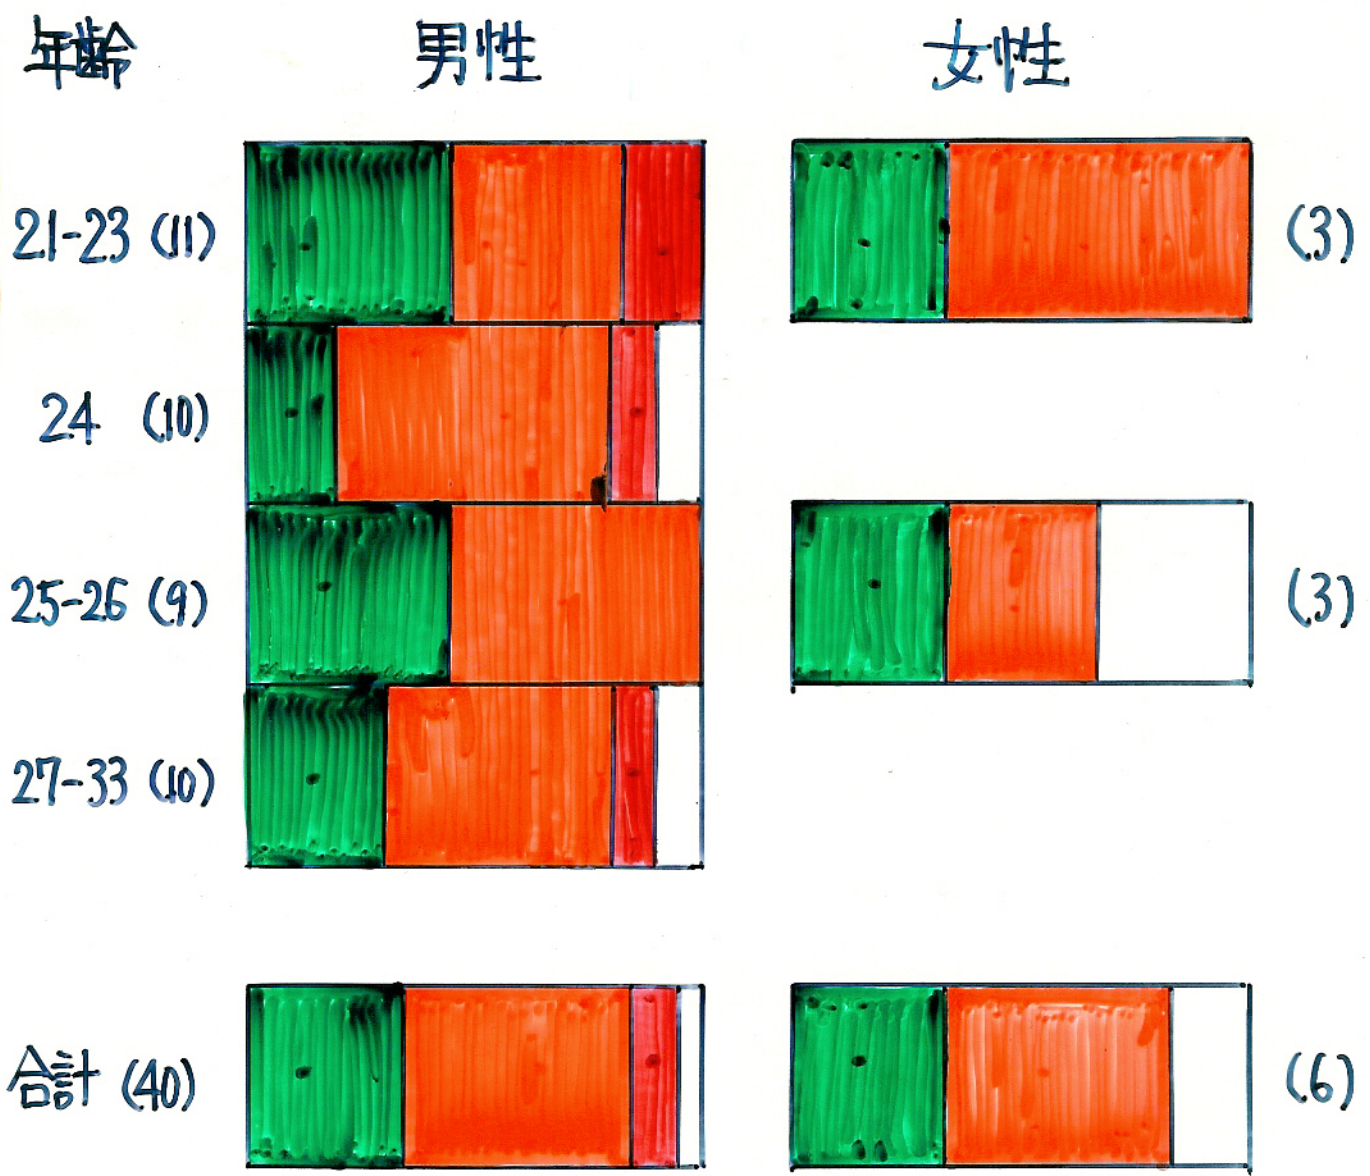 年齢 男性 女性
21-23 (11) (3)
24 (10)
25-26 (9) (3)
27-33 (10)
合計 (40) (6)